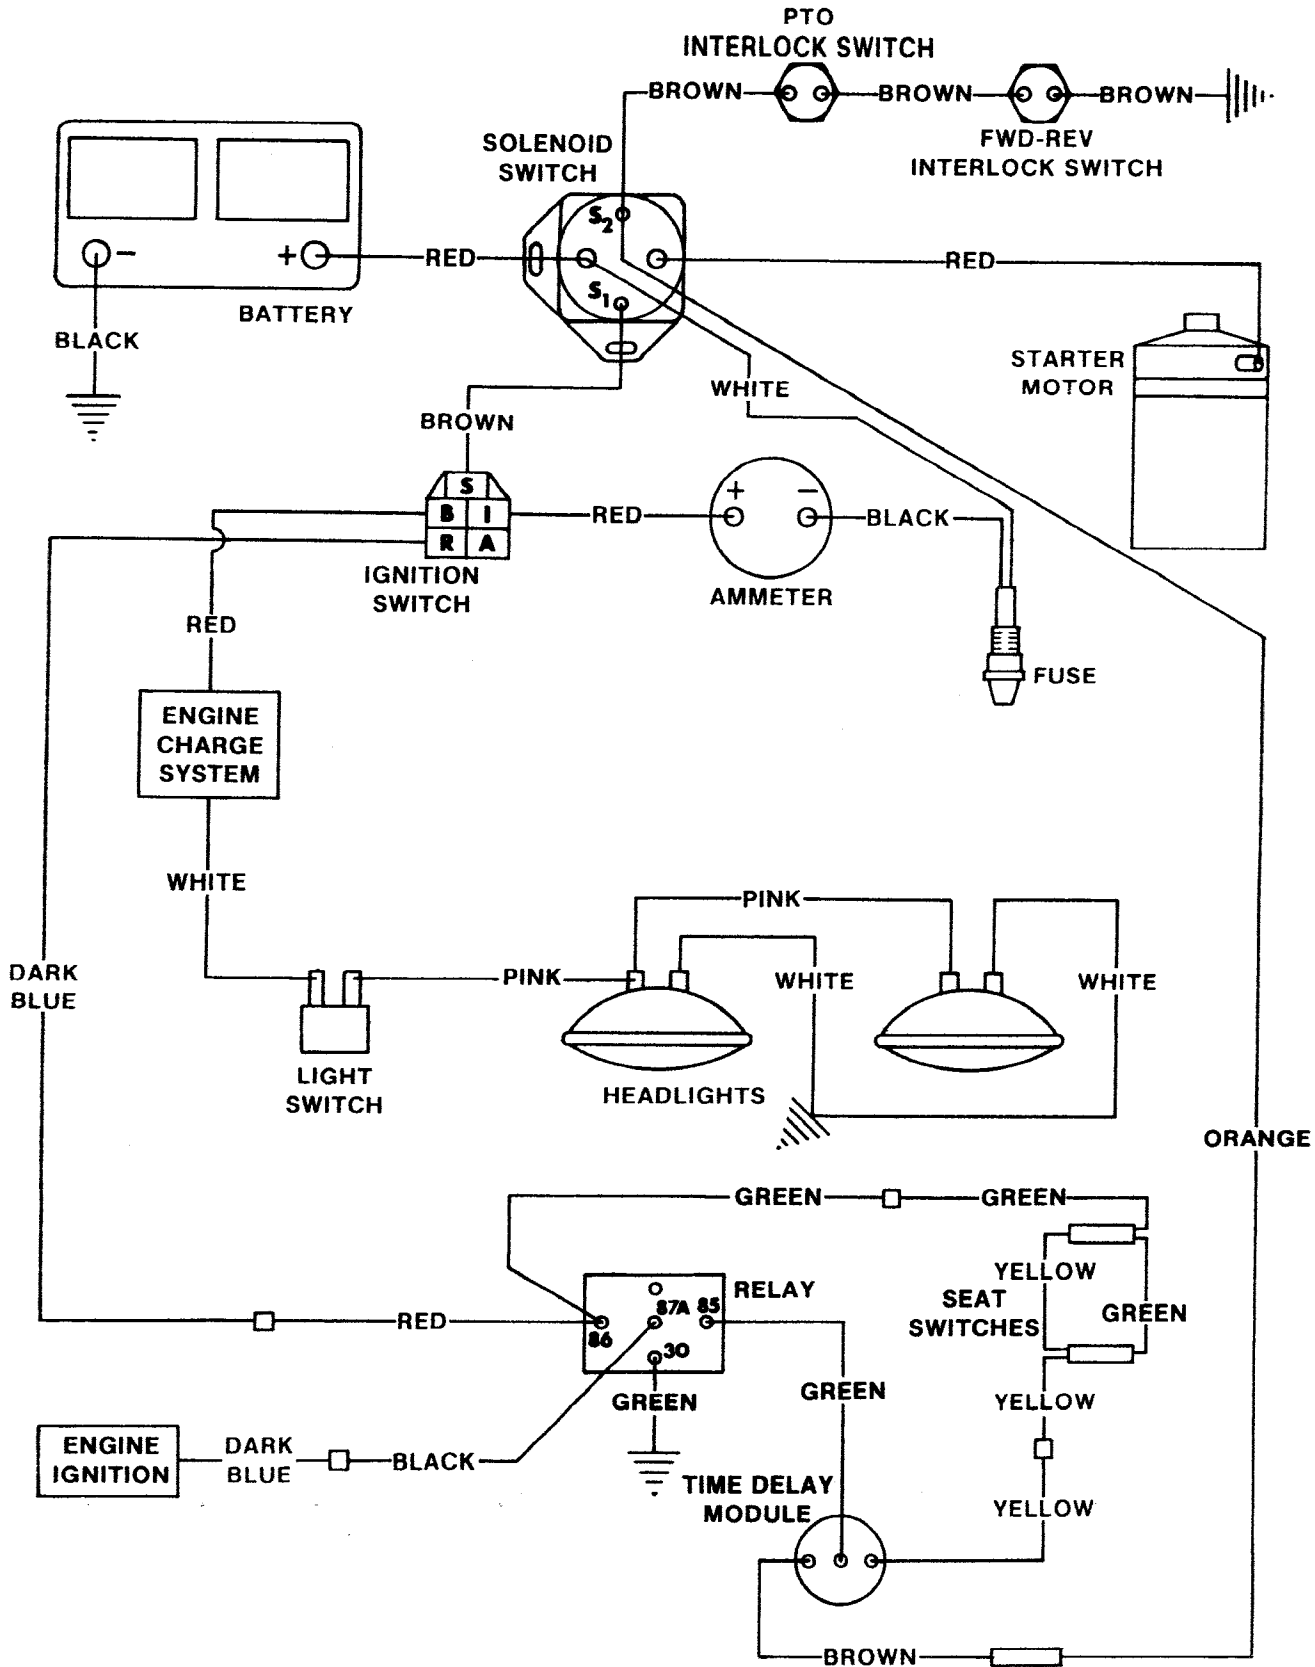 PTO
INTERLOCK SWITCH
BROWN
BROWN
BROWN
FWD-REV
INTERLOCK SWITCH
SOLENOID
SWITCH
S2
S1
−
+
RED
RED
BATTERY
BLACK
STARTER
MOTOR
WHITE
BROWN
S
B I
R A
IGNITION
SWITCH
RED
+ −
BLACK
AMMETER
RED
FUSE
ENGINE
CHARGE
SYSTEM
WHITE
PINK
DARK
BLUE
PINK
WHITE
WHITE
LIGHT
SWITCH
HEADLIGHTS
ORANGE
GREEN
GREEN
YELLOW
RELAY
87A 85
86
30
SEAT
SWITCHES
GREEN
RED
GREEN
GREEN
YELLOW
ENGINE
IGNITION
DARK
BLUE
BLACK
TIME DELAY
MODULE
YELLOW
BROWN